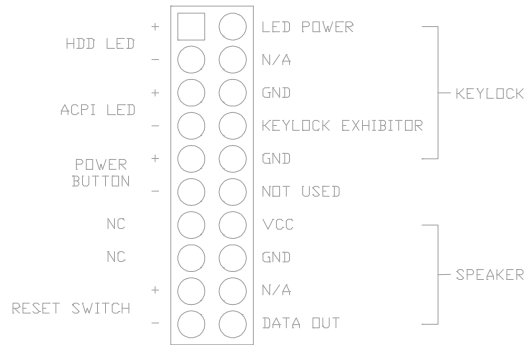 + LED POWER
HDD LED
- N/A
+ GND
ACPI LED
- KEYLOCK EXHIBITOR
KEYLOCK
+ GND
POWER
BUTTON
- NOT USED
NC VCC
NC GND
SPEAKER
+ N/A
RESET SWITCH
- DATA OUT